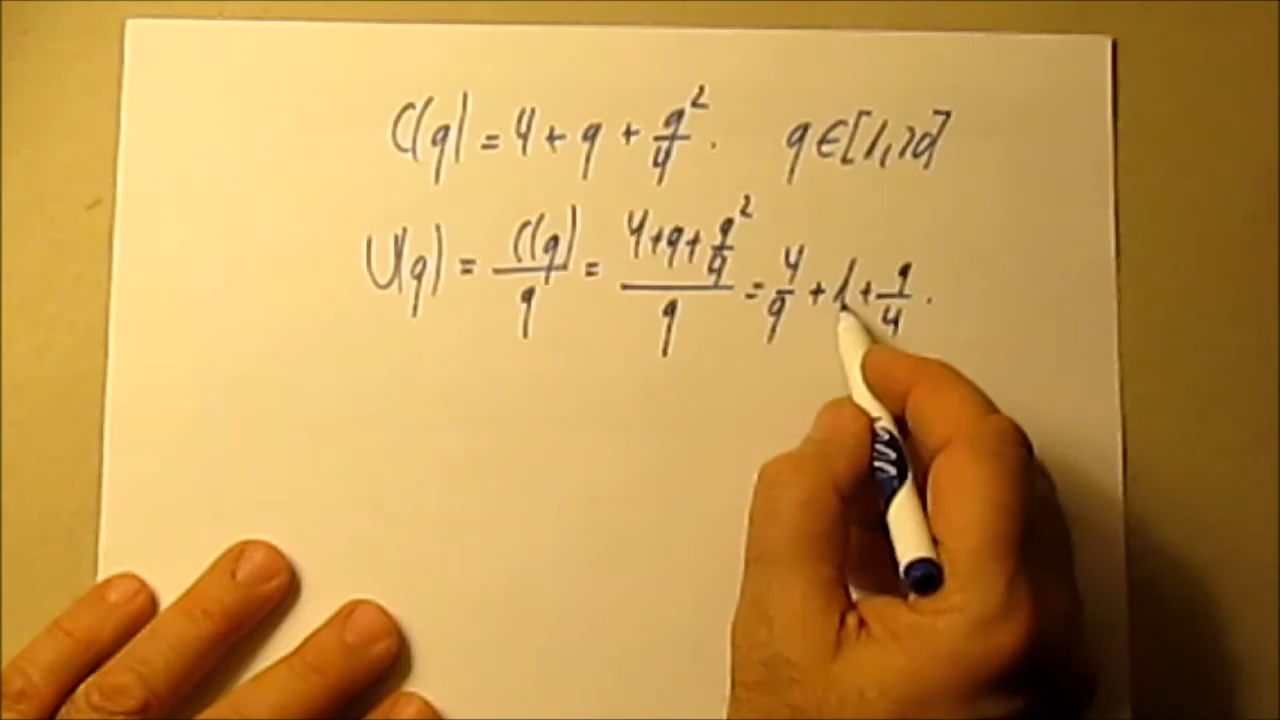 C(q) = 4 + q + q²/4 . q ∈ [1, 10]
U(q) = C(q)/q = (4 + q + q²/4)/q = 4/q + 1 + q/4 .